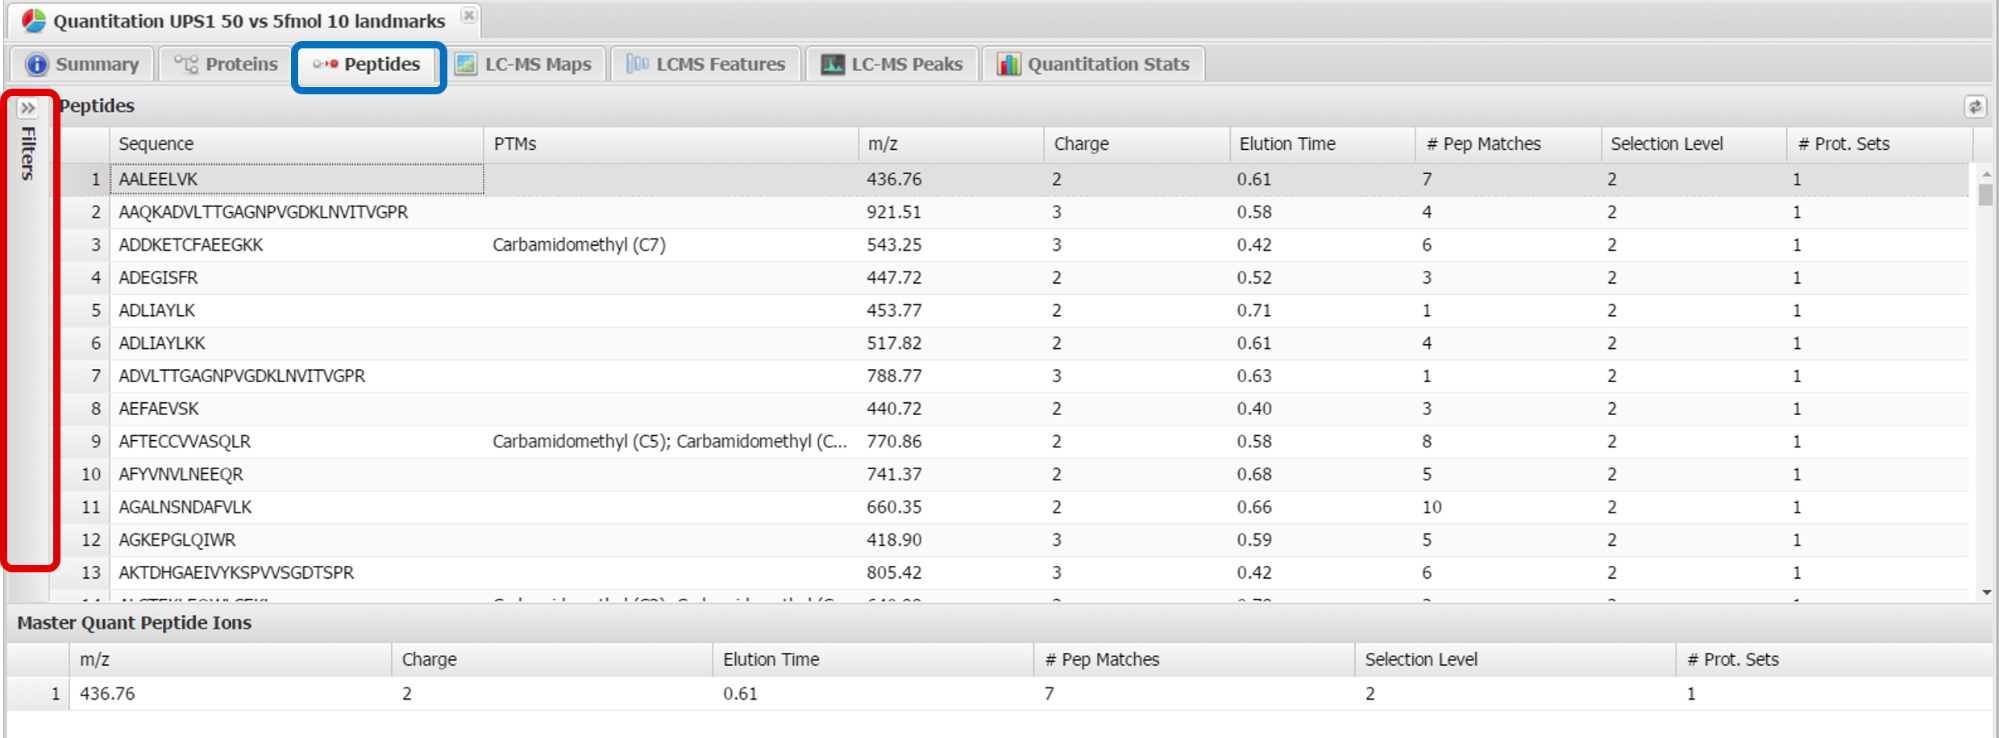 Quantitation UPS1 50 vs 5fmol 10 landmarks
Summary Proteins Peptides LC-MS Maps LCMS Features LC-MS Peaks Quantitation Stats
Filters
Peptides
Sequence PTMs m/z Charge Elution Time # Pep Matches Selection Level # Prot. Sets
1 AALEELVK 436.76 2 0.61 7 2 1
2 AAQKADVLTTGAGNPVGDKLNVITVGPR 921.51 3 0.58 4 2 1
3 ADDKETCFAEEGKK Carbamidomethyl (C7) 543.25 3 0.42 6 2 1
4 ADEGISFR 447.72 2 0.52 3 2 1
5 ADLIAYLK 453.77 2 0.71 1 2 1
6 ADLIAYLKK 517.82 2 0.61 4 2 1
7 ADVLTTGAGNPVGDKLNVITVGPR 788.77 3 0.63 1 2 1
8 AEFAEVSK 440.72 2 0.40 3 2 1
9 AFTECCVVASQLR Carbamidomethyl (C5); Carbamidomethyl (C... 770.86 2 0.58 8 2 1
10 AFYVNVLNEEQR 741.37 2 0.68 5 2 1
11 AGALNSNDAFVLK 660.35 2 0.66 10 2 1
12 AGKEPGLQIWR 418.90 3 0.59 5 2 1
13 AKTDHGAEIVYKSPVVSGDTSPR 805.42 3 0.42 6 2 1
Master Quant Peptide Ions
m/z Charge Elution Time # Pep Matches Selection Level # Prot. Sets
1 436.76 2 0.61 7 2 1